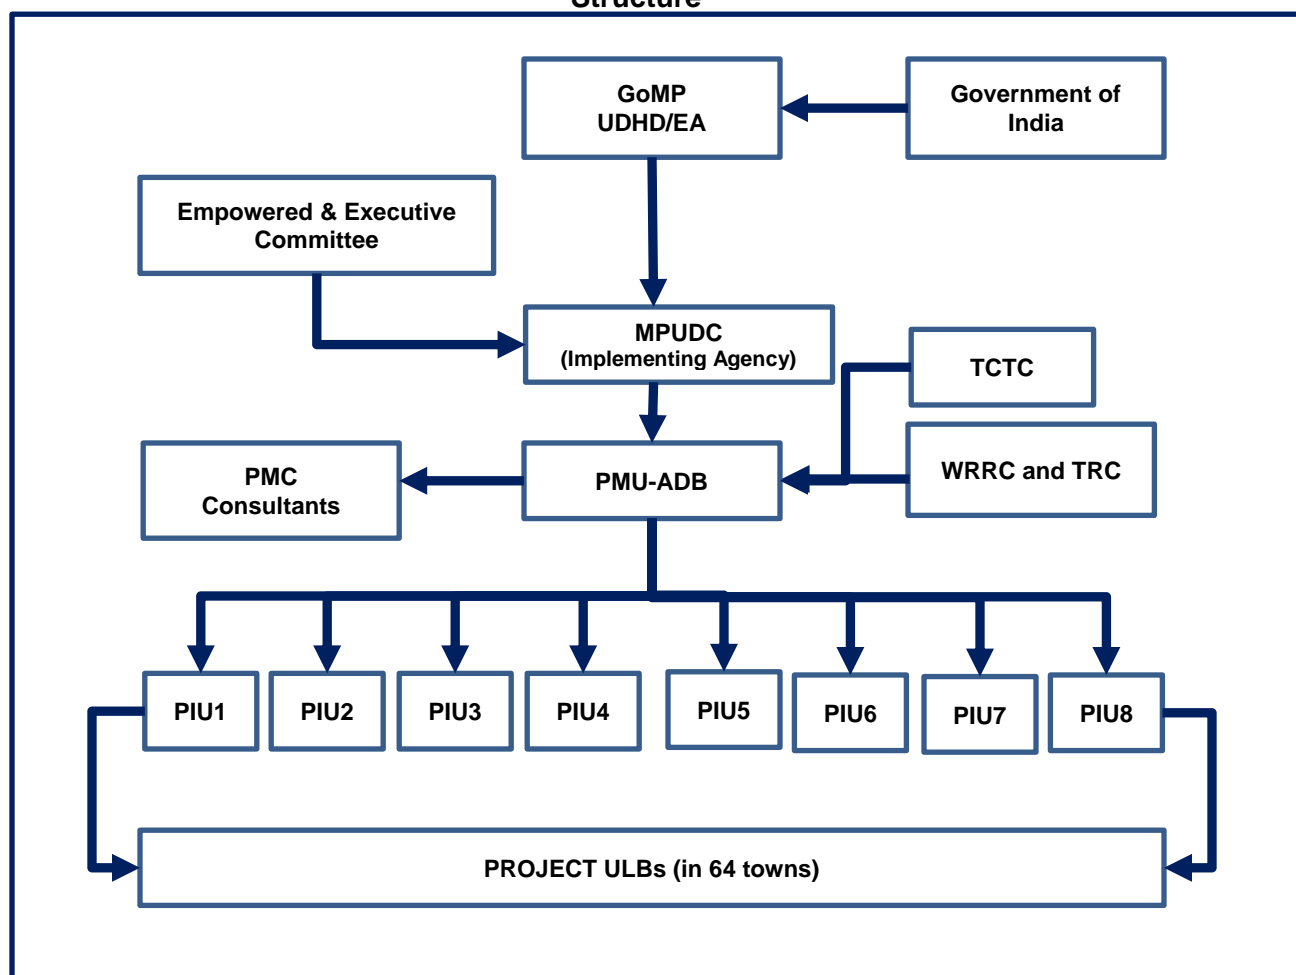 Structure
GoMP
UDHD/EA
Government of
India
Empowered & Executive
Committee
MPUDC
(Implementing Agency)
TCTC
PMC
Consultants
PMU-ADB
WRRC and TRC
PIU1
PIU2
PIU3
PIU4
PIU5
PIU6
PIU7
PIU8
PROJECT ULBs (in 64 towns)